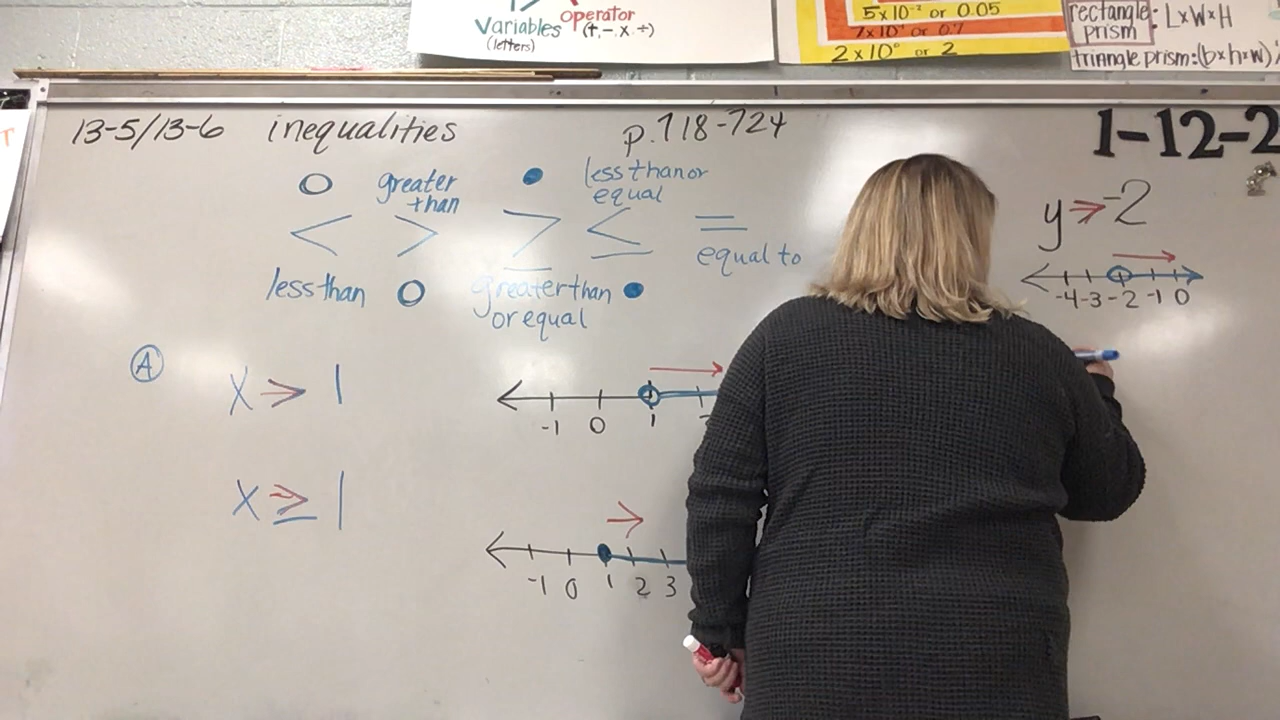 variables operator
(letters) (+, -, x, ÷)
5x10⁻² or 0.05
7x10⁻¹ or 0.7
2x10⁰ or 2
rectangle prism: LxWxH
triangle prism:(bxhxw)
13-5/13-6 inequalities p.718-724
1-12-2
greater than
less than or equal
< > ≥ ≤ =
equal to
less than
greater than or equal
y > -2
-4 -3 -2 -1 0
A
x > 1
-1 0 1
x ≥ 1
-1 0 1 2 3